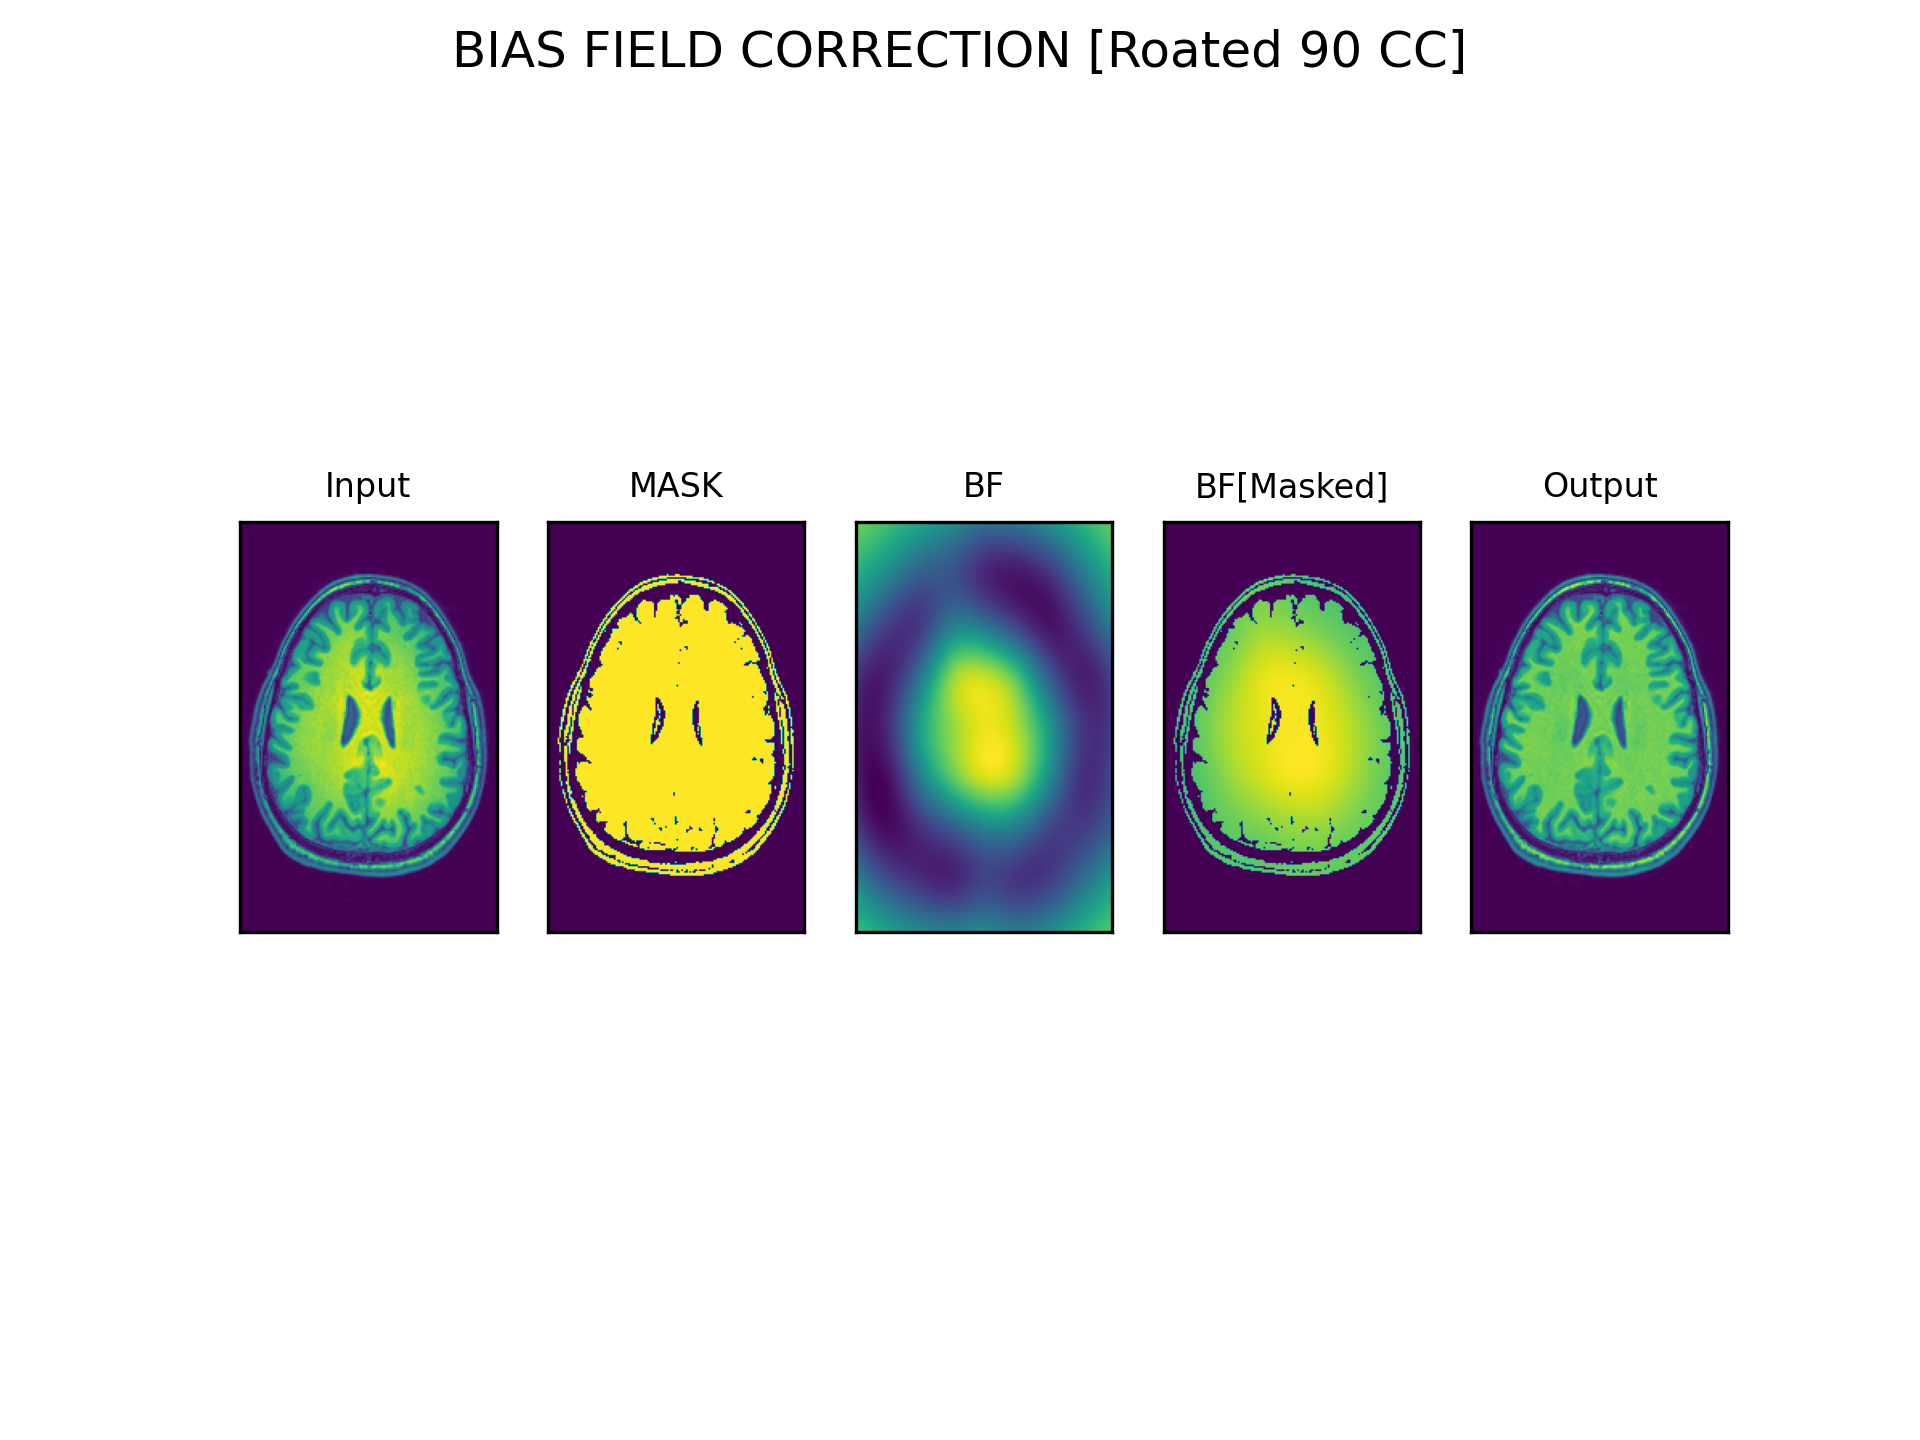 BIAS FIELD CORRECTION [Roated 90 CC]
Input
MASK
BF
BF[Masked]
Output